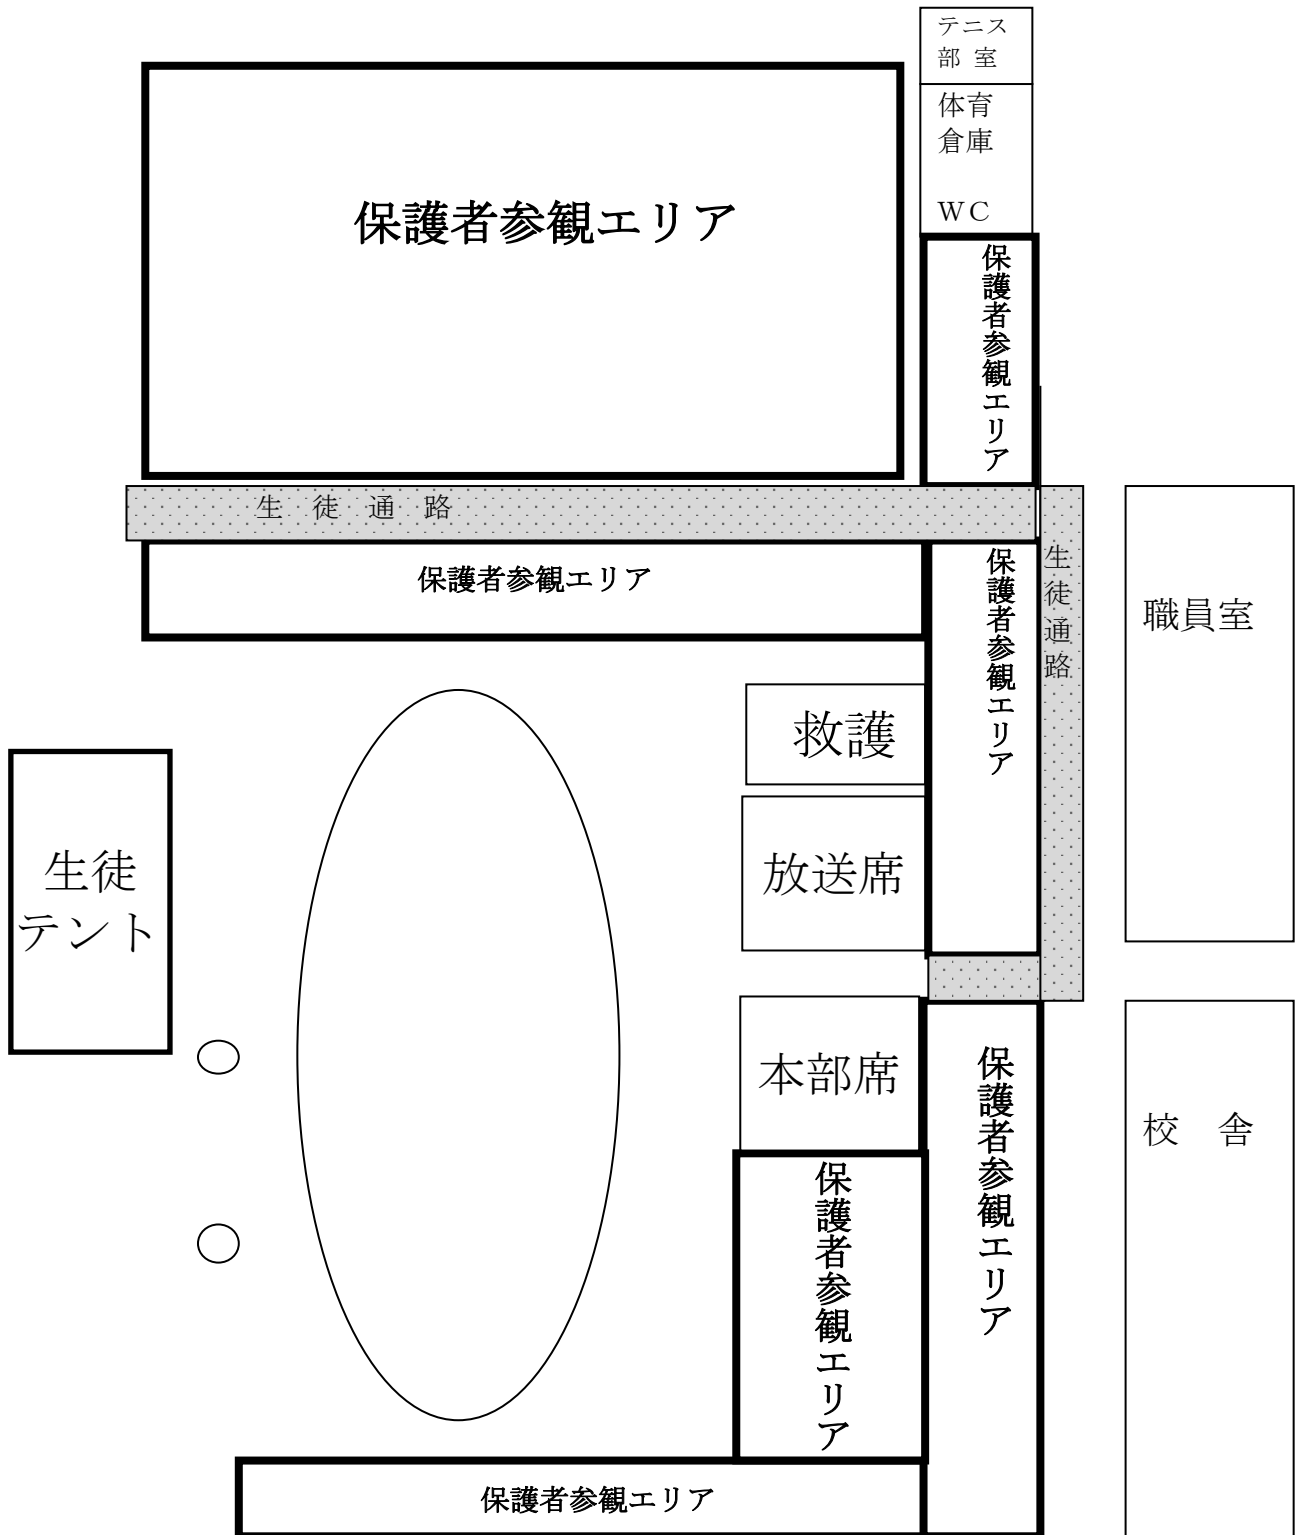 テニス
部 室
体育
倉庫
ＷＣ
保護者参観エリア
保護者参観エリア
生　徒　通　路
保護者参観エリア
保護者参観エリア
生徒通路
職員室
救護
放送席
生徒
テント
本部席
保護者参観エリア
校　舎
保護者参観エリア
保護者参観エリア